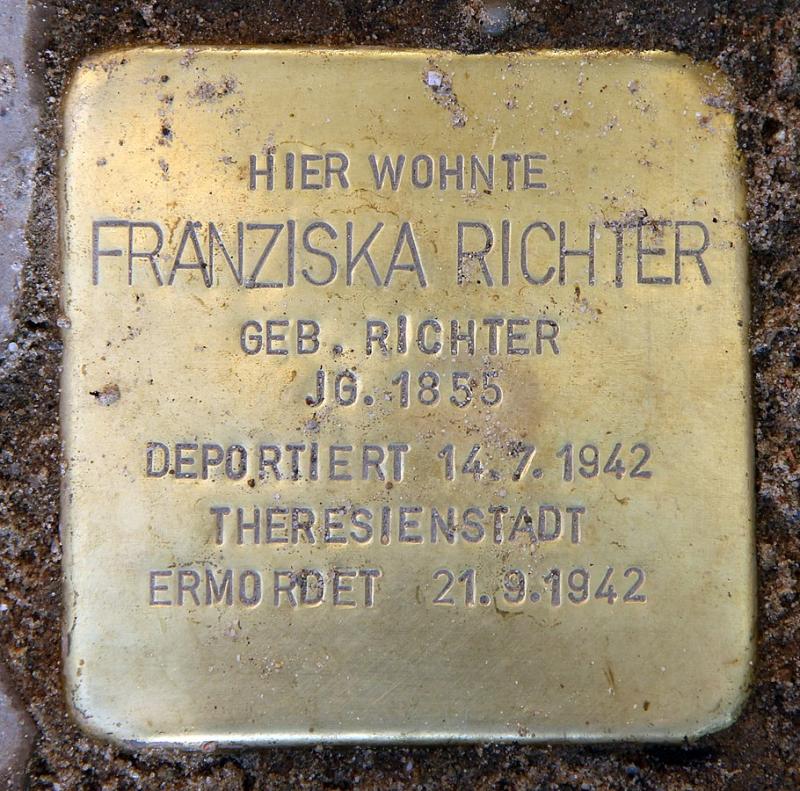 HIER WOHNTE
FRANZISKA RICHTER
GEB. RICHTER
JG. 1855
DEPORTIERT 14.7.1942
THERESIENSTADT
ERMORDET 21.9.1942